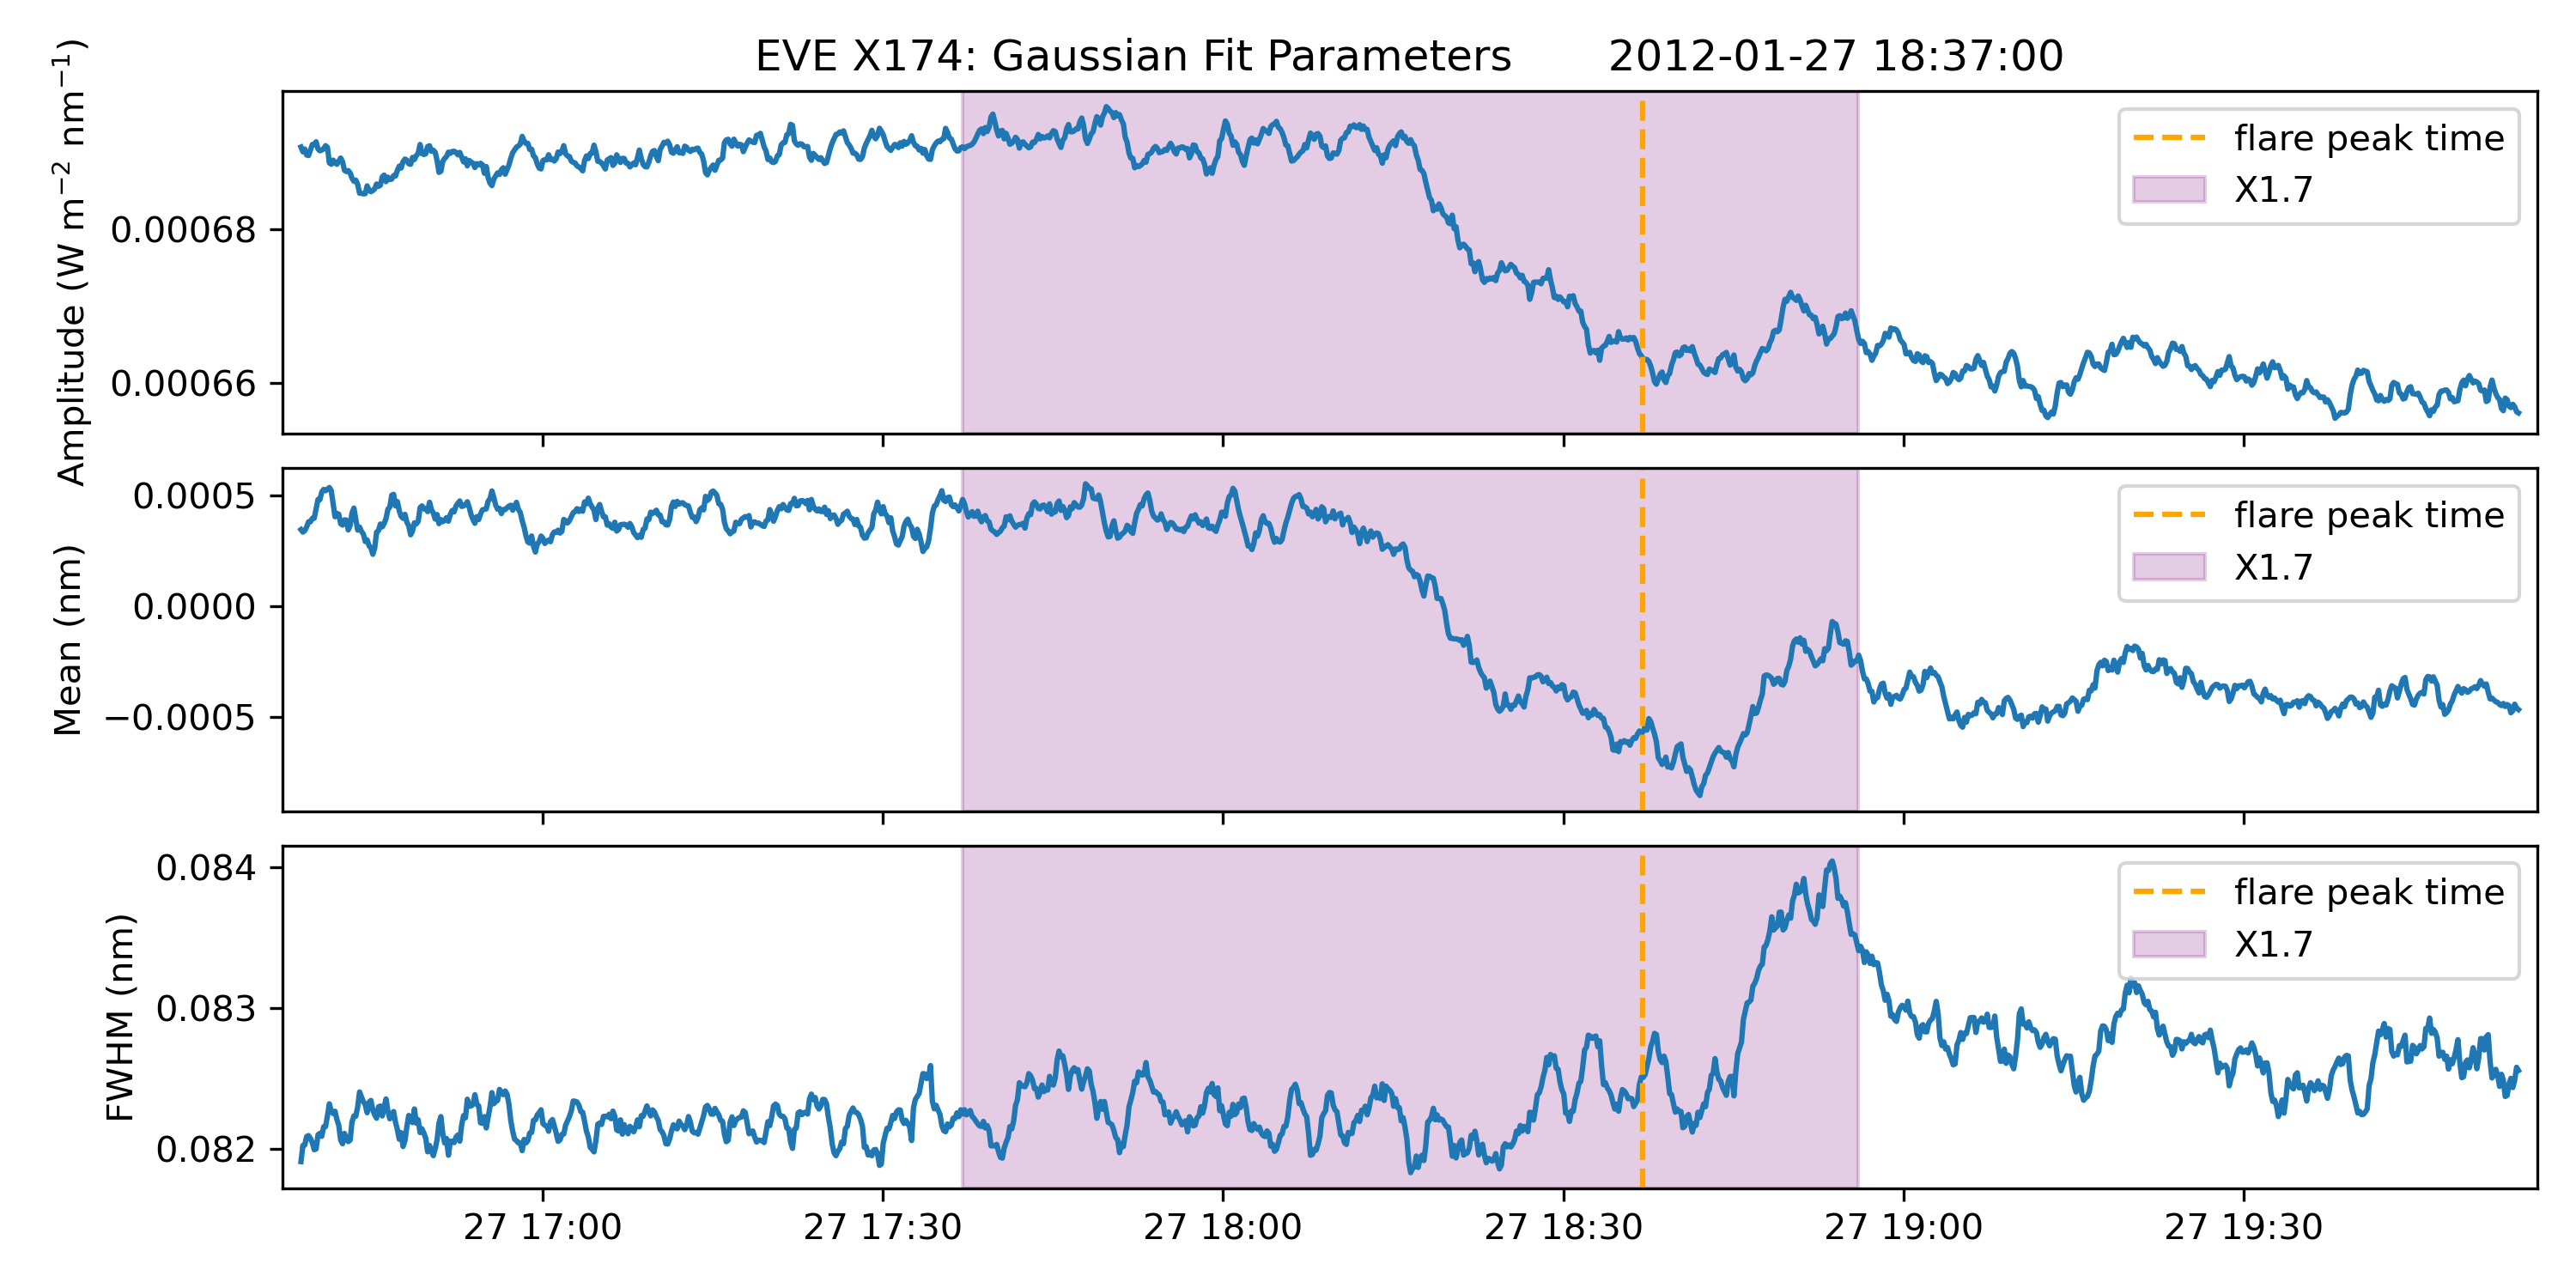 EVE X174: Gaussian Fit Parameters 2012-01-27 18:37:00
Amplitude (W m⁻² nm⁻¹)
0.00068
0.00066
flare peak time
X1.7
Mean (nm)
0.0005
0.0000
−0.0005
flare peak time
X1.7
FWHM (nm)
0.084
0.083
0.082
flare peak time
X1.7
27 17:00 27 17:30 27 18:00 27 18:30 27 19:00 27 19:30